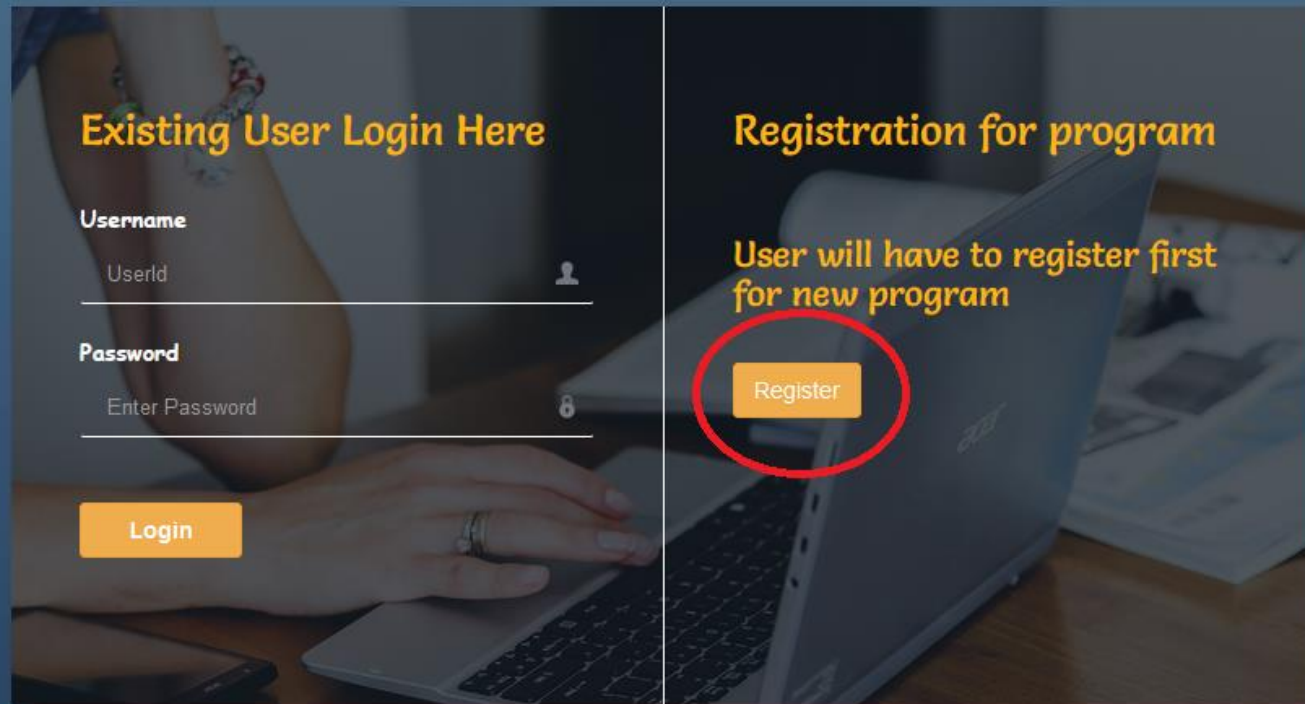 Existing User Login Here
Username
UserId
Password
Enter Password
Login
Registration for program
User will have to register first
for new program
Register
acer